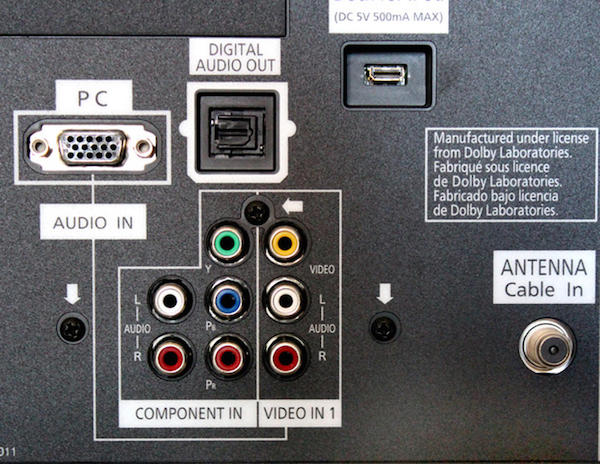 (DC 5V 500mA MAX)
DIGITAL
AUDIO OUT
PC
Manufactured under license
from Dolby Laboratories.
Fabriqué sous licence
de Dolby Laboratories.
Fabricado bajo licencia
de Dolby Laboratories.
AUDIO IN
Y
VIDEO
ANTENNA
Cable In
L
AUDIO
R
PB
PR
L
AUDIO
R
COMPONENT IN
VIDEO IN 1
011